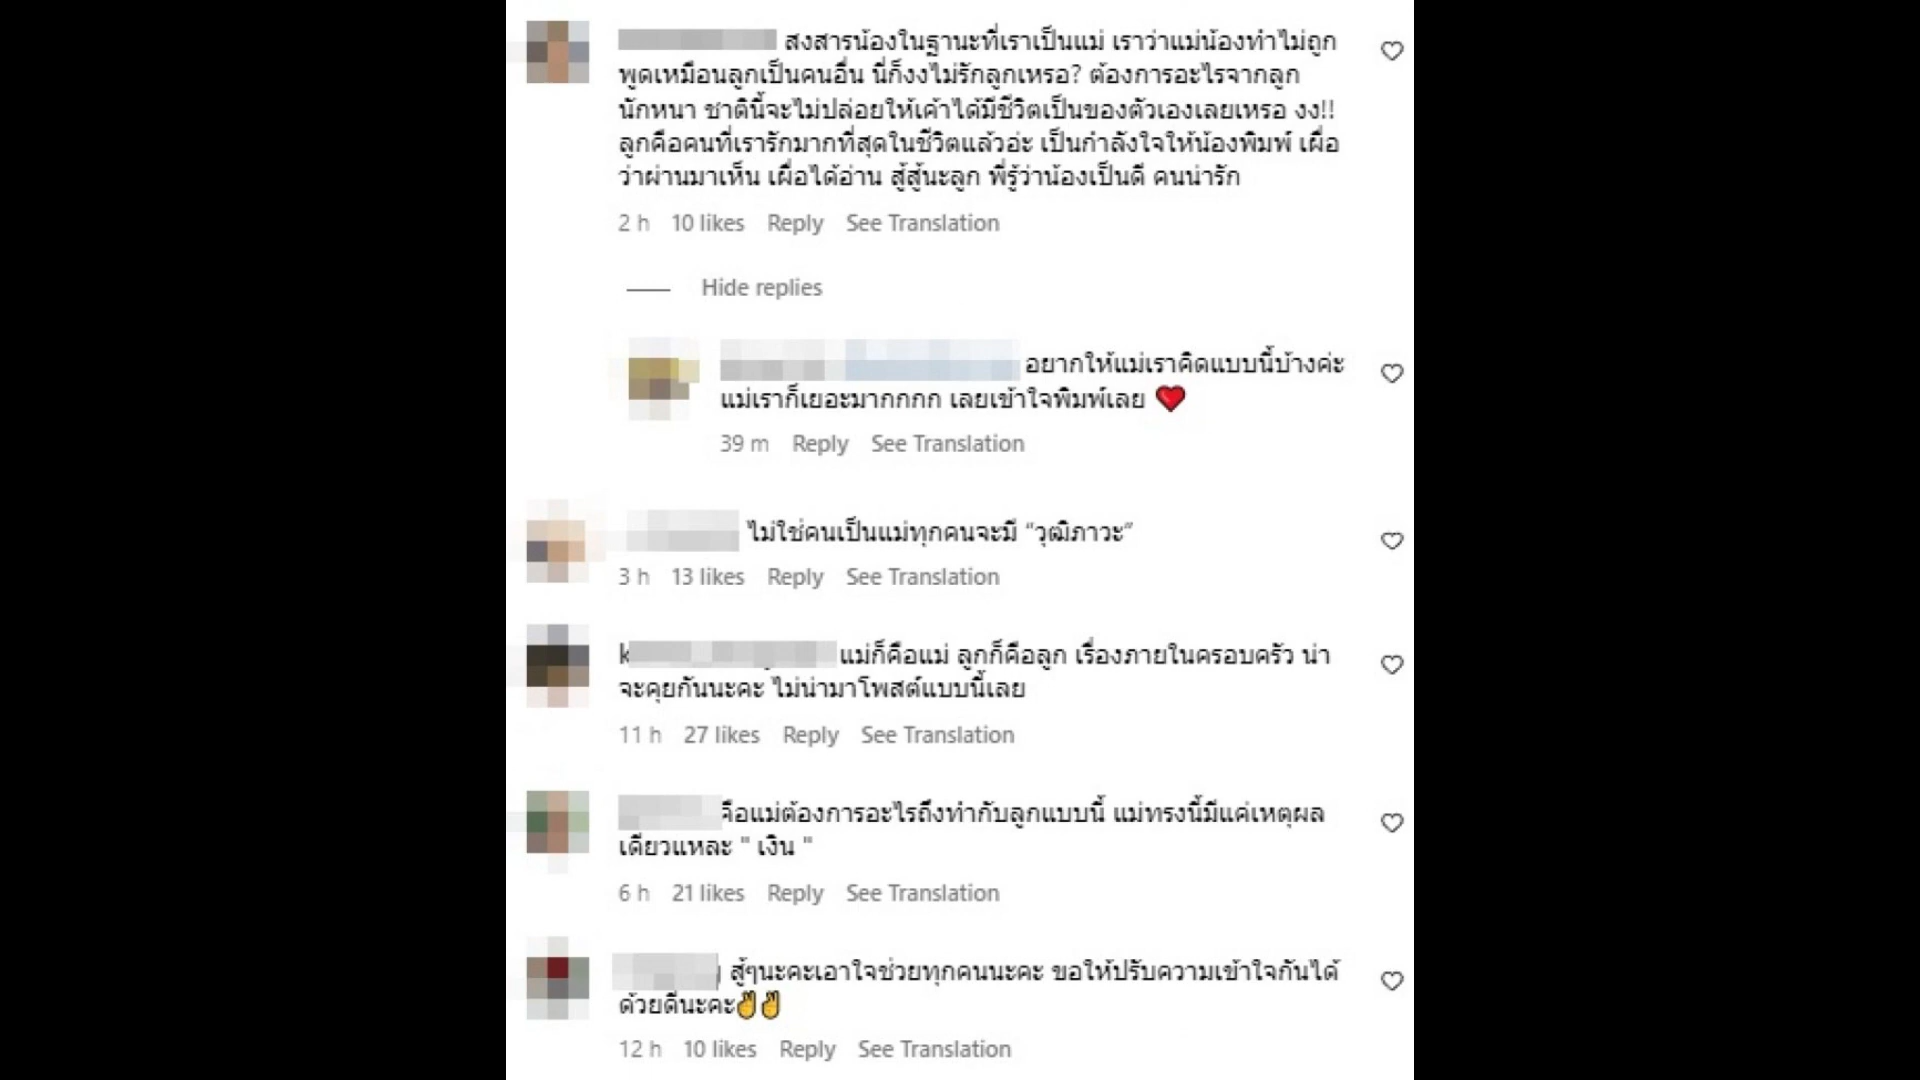 สงสารน้องในฐานะที่เราเป็นแม่ เราว่าแม่น้องทำไม่ถูก
พูดเหมือนลูกเป็นคนอื่น นี่ก็งงไม่รักลูกเหรอ? ต้องการอะไรจากลูก
นักหนา ชาตินี้จะไม่ปล่อยให้เค้าได้มีชีวิตเป็นของตัวเองเลยเหรอ งง!!
ลูกคือคนที่เรารักมากที่สุดในชีวิตแล้วอ่ะ เป็นกำลังใจให้น้องพิมพ์ เผื่อ
ว่าผ่านมาเห็น เผื่อได้อ่าน สู้สู้นะลูก พี่รู้ว่าน้องเป็นดี คนน่ารัก
2 h 10 likes Reply See Translation
Hide replies
อยากให้แม่เราคิดแบบนี้บ้างค่ะ
แม่เราก็เยอะมากกกก เลยเข้าใจพิมพ์เลย ❤️
39 m Reply See Translation
ไม่ใช่คนเป็นแม่ทุกคนจะมี “วุฒิภาวะ”
3 h 13 likes Reply See Translation
แม่ก็คือแม่ ลูกก็คือลูก เรื่องภายในครอบครัว น่า
จะคุยกันนะคะ ไม่น่ามาโพสต์แบบนี้เลย
11 h 27 likes Reply See Translation
คือแม่ต้องการอะไรถึงทำกับลูกแบบนี้ แม่ทรงนี้มีแค่เหตุผล
เดียวแหละ " เงิน "
6 h 21 likes Reply See Translation
สู้ๆนะคะเอาใจช่วยทุกคนนะคะ ขอให้ปรับความเข้าใจกันได้
ด้วยดีนะคะ✌️✌️
12 h 10 likes Reply See Translation